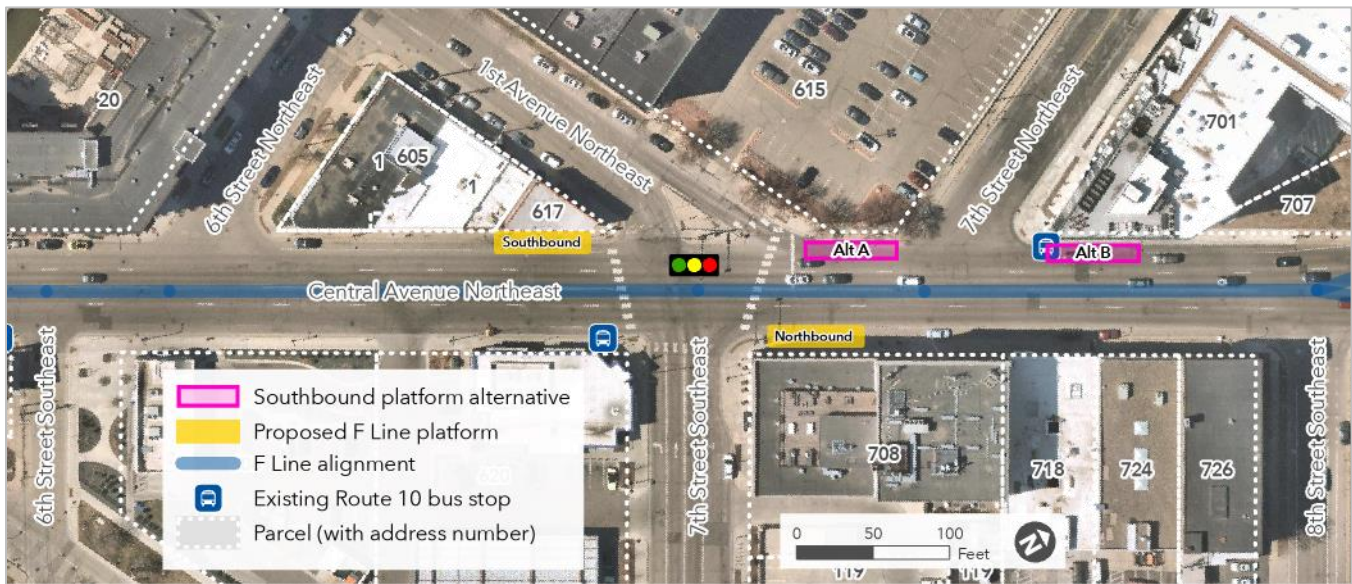 20
6th Street Northeast
1
605
1
617
1st Avenue Northeast
615
7th Street Northeast
701
707
Southbound
Alt A
Alt B
Central Avenue Northeast
Northbound
6th Street Southeast
7th Street Southeast
8th Street Southeast
Southbound platform alternative
Proposed F Line platform
F Line alignment
Existing Route 10 bus stop
Parcel (with address number)
620
708
718
724
726
0 50 100
Feet
N
119
119